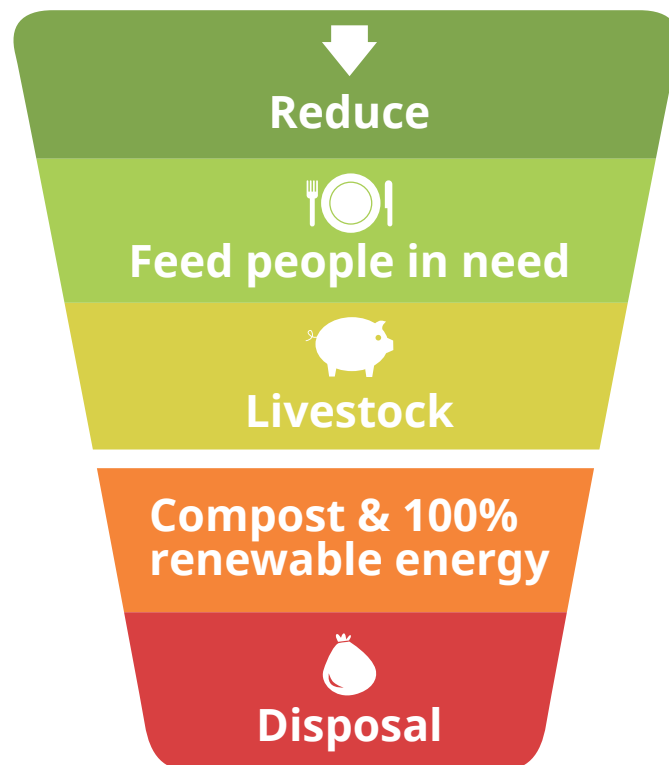 Reduce
Feed people in need
Livestock
Compost & 100%
renewable energy
Disposal